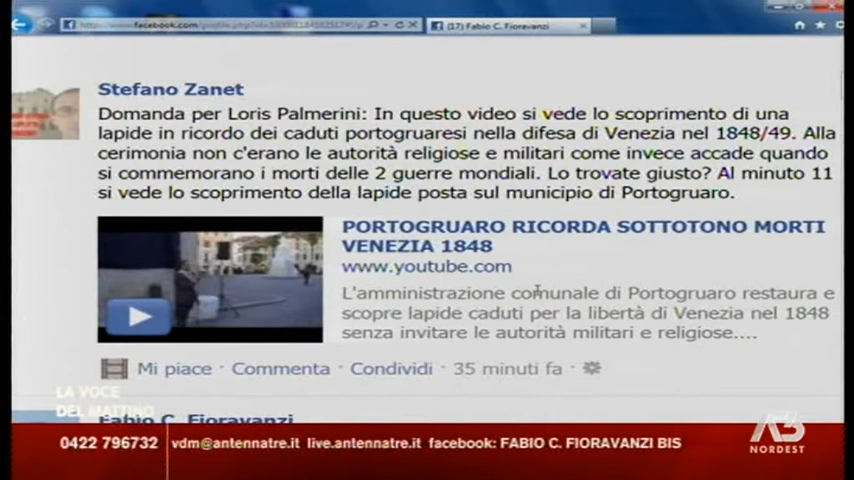 (17) Fabio C. Fioravanzi
Stefano Zanet
Domanda per Loris Palmerini: In questo video si vede lo scoprimento di una
lapide in ricordo dei caduti portogruaresi nella difesa di Venezia nel 1848/49. Alla
cerimonia non c'erano le autorità religiose e militari come invece accade quando
si commemorano i morti delle 2 guerre mondiali. Lo trovate giusto? Al minuto 11
si vede lo scoprimento della lapide posta sul municipio di Portogruaro.
PORTOGRUARO RICORDA SOTTOTONO MORTI
VENEZIA 1848
www.youtube.com
L'amministrazione comunale di Portogruaro restaura e
scopre lapide caduti per la libertà di Venezia nel 1848
senza invitare le autorità militari e religiose....
Mi piace · Commenta · Condividi · 35 minuti fa ·
LA VOCE
DEL MATTINO
Fabio C. Fioravanzi
0422 796732 vdm@antennatre.it live.antennatre.it facebook: FABIO C. FIORAVANZI BIS
A3
NORDEST